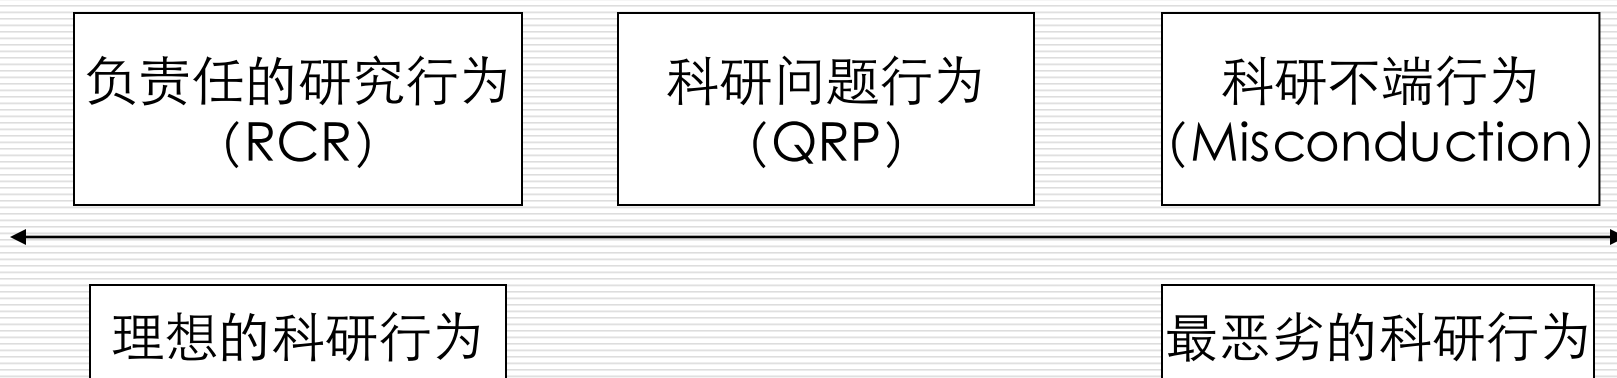 负责任的研究行为
(RCR)
科研问题行为
(QRP)
科研不端行为
(Misconduction)
理想的科研行为
最恶劣的科研行为